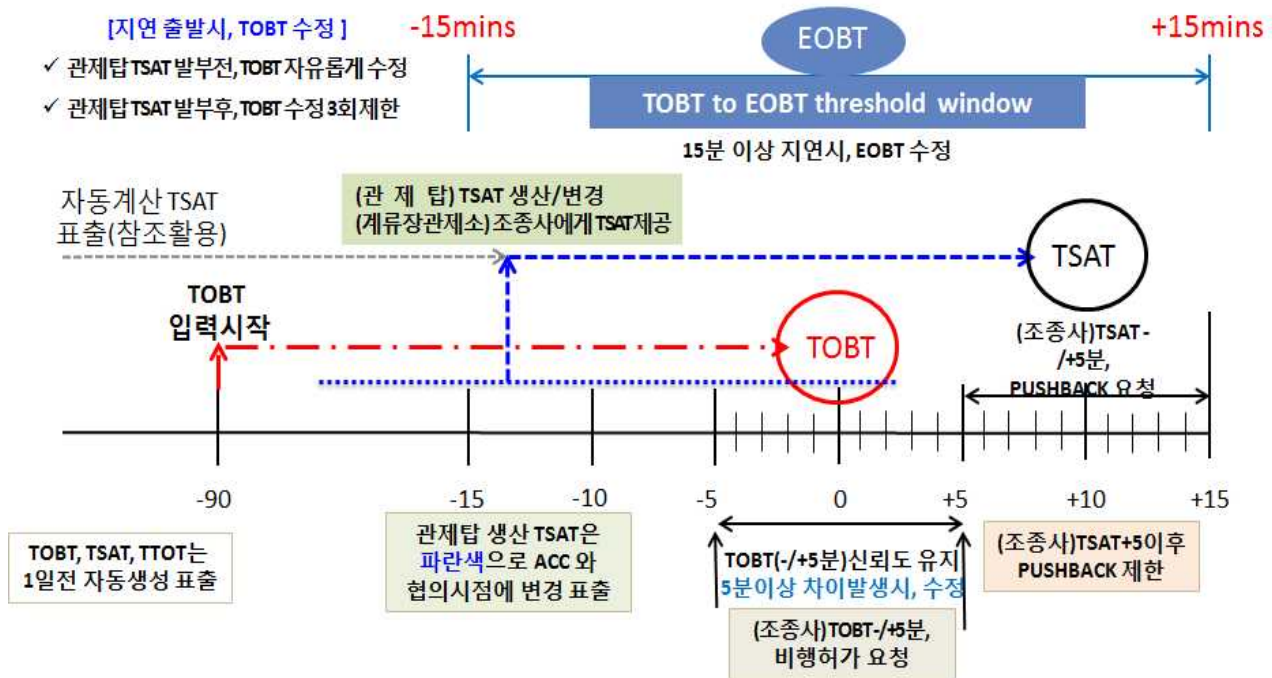 [지연 출발시, TOBT 수정 ]
✓ 관제탑 TSAT 발부전, TOBT 자유롭게 수정
✓ 관제탑 TSAT 발부후, TOBT 수정 3회제한
-15mins
EOBT
+15mins
TOBT to EOBT threshold window
15분 이상 지연시, EOBT 수정
자동계산 TSAT
표출(참조활용)
(관 제 탑) TSAT 생산/변경
(계류장관제소) 조종사에게 TSAT제공
TSAT
TOBT
입력시작
TOBT
(조종사)TSAT -
/+5분,
PUSHBACK 요청
-90
-15
-10
-5
0
+5
+10
+15
TOBT, TSAT, TTOT는
1일전 자동생성 표출
관제탑 생산 TSAT은
파란색으로 ACC 와
협의시점에 변경 표출
TOBT(-/+5분)신뢰도 유지
5분이상 차이발생시, 수정
(조종사)TOBT-/+5분,
비행허가 요청
(조종사)TSAT+5이후
PUSHBACK 제한